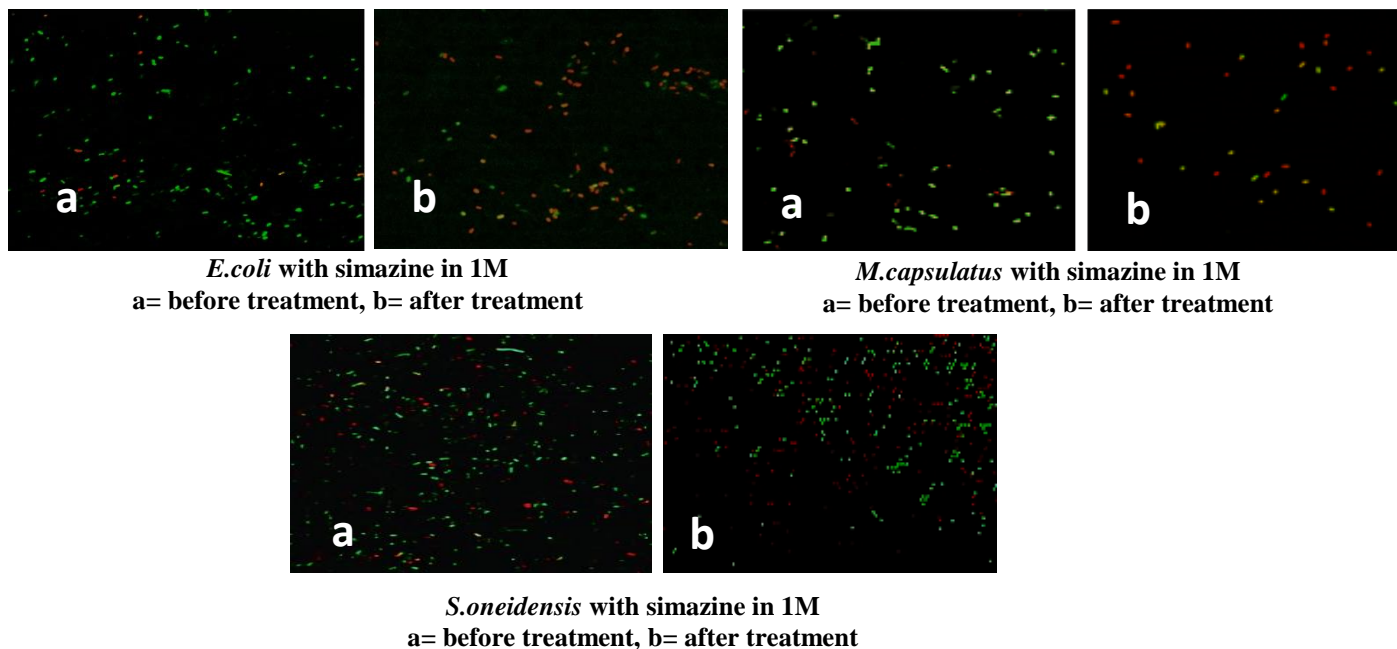 a
b
a
b
E.coli with simazine in 1M
a= before treatment, b= after treatment
M.capsulatus with simazine in 1M
a= before treatment, b= after treatment
a
b
S.oneidensis with simazine in 1M
a= before treatment, b= after treatment